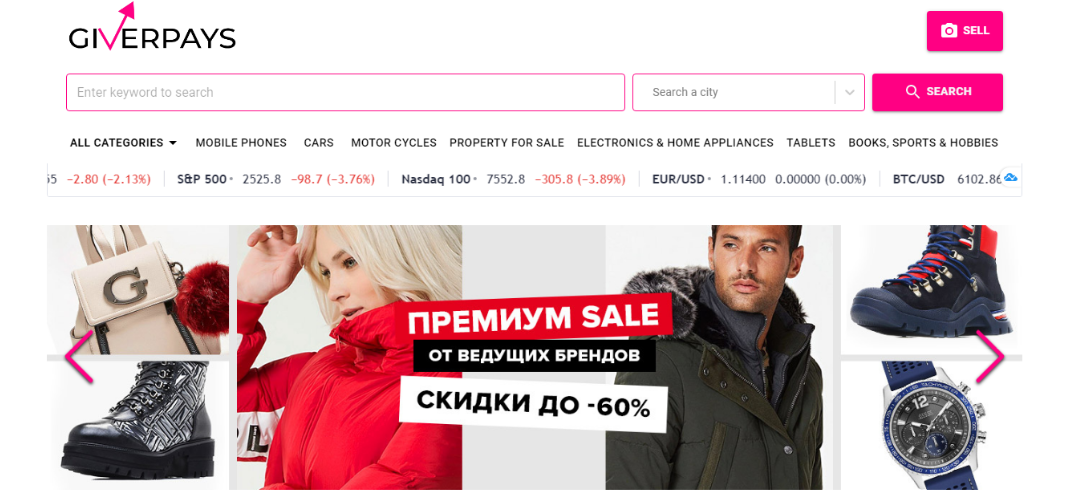 GIVERPAYS
SELL
Enter keyword to search
Search a city
SEARCH
ALL CATEGORIES MOBILE PHONES CARS MOTOR CYCLES PROPERTY FOR SALE ELECTRONICS & HOME APPLIANCES TABLETS BOOKS, SPORTS & HOBBIES
−2.80 (−2.13%) S&P 500 2525.8 −98.7 (−3.76%) Nasdaq 100 7552.8 −305.8 (−3.89%) EUR/USD 1.11400 0.00000 (0.00%) BTC/USD 6102.86
G
ПРЕМИУМ SALE
ОТ ВЕДУЩИХ БРЕНДОВ
СКИДКИ ДО -60%